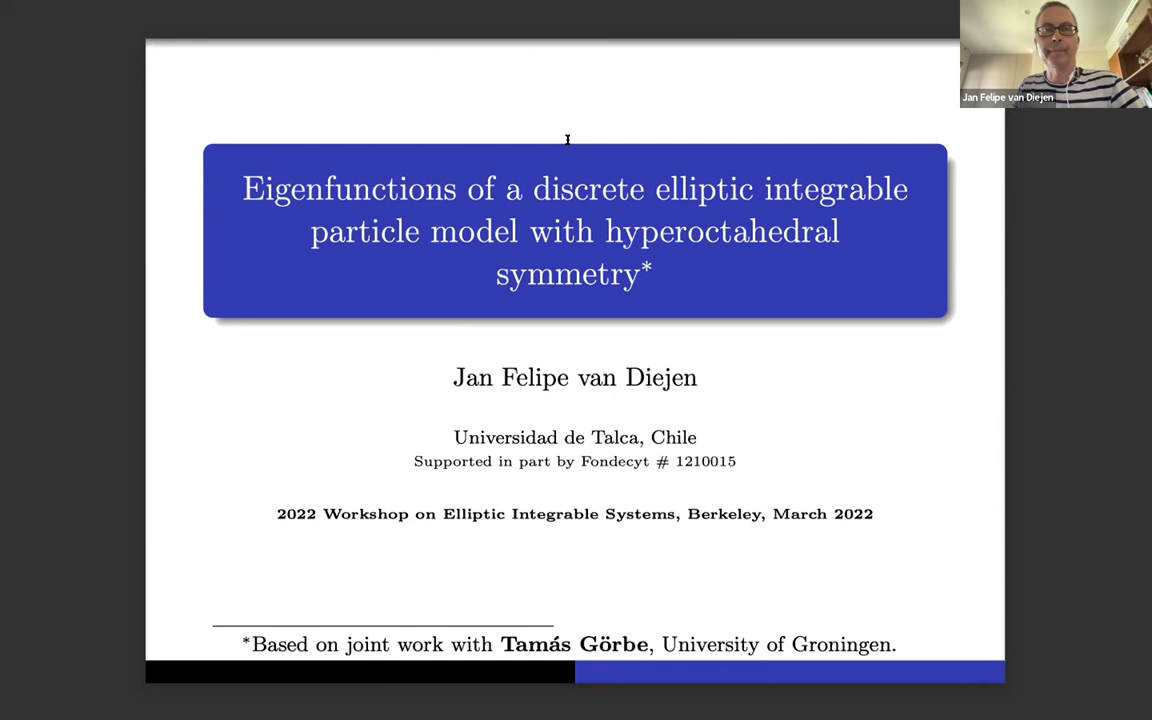 Jan Felipe van Diejen
Eigenfunctions of a discrete elliptic integrable
particle model with hyperoctahedral
symmetry*
Jan Felipe van Diejen
Universidad de Talca, Chile
Supported in part by Fondecyt # 1210015
2022 Workshop on Elliptic Integrable Systems, Berkeley, March 2022
*Based on joint work with Tamás Görbe, University of Groningen.